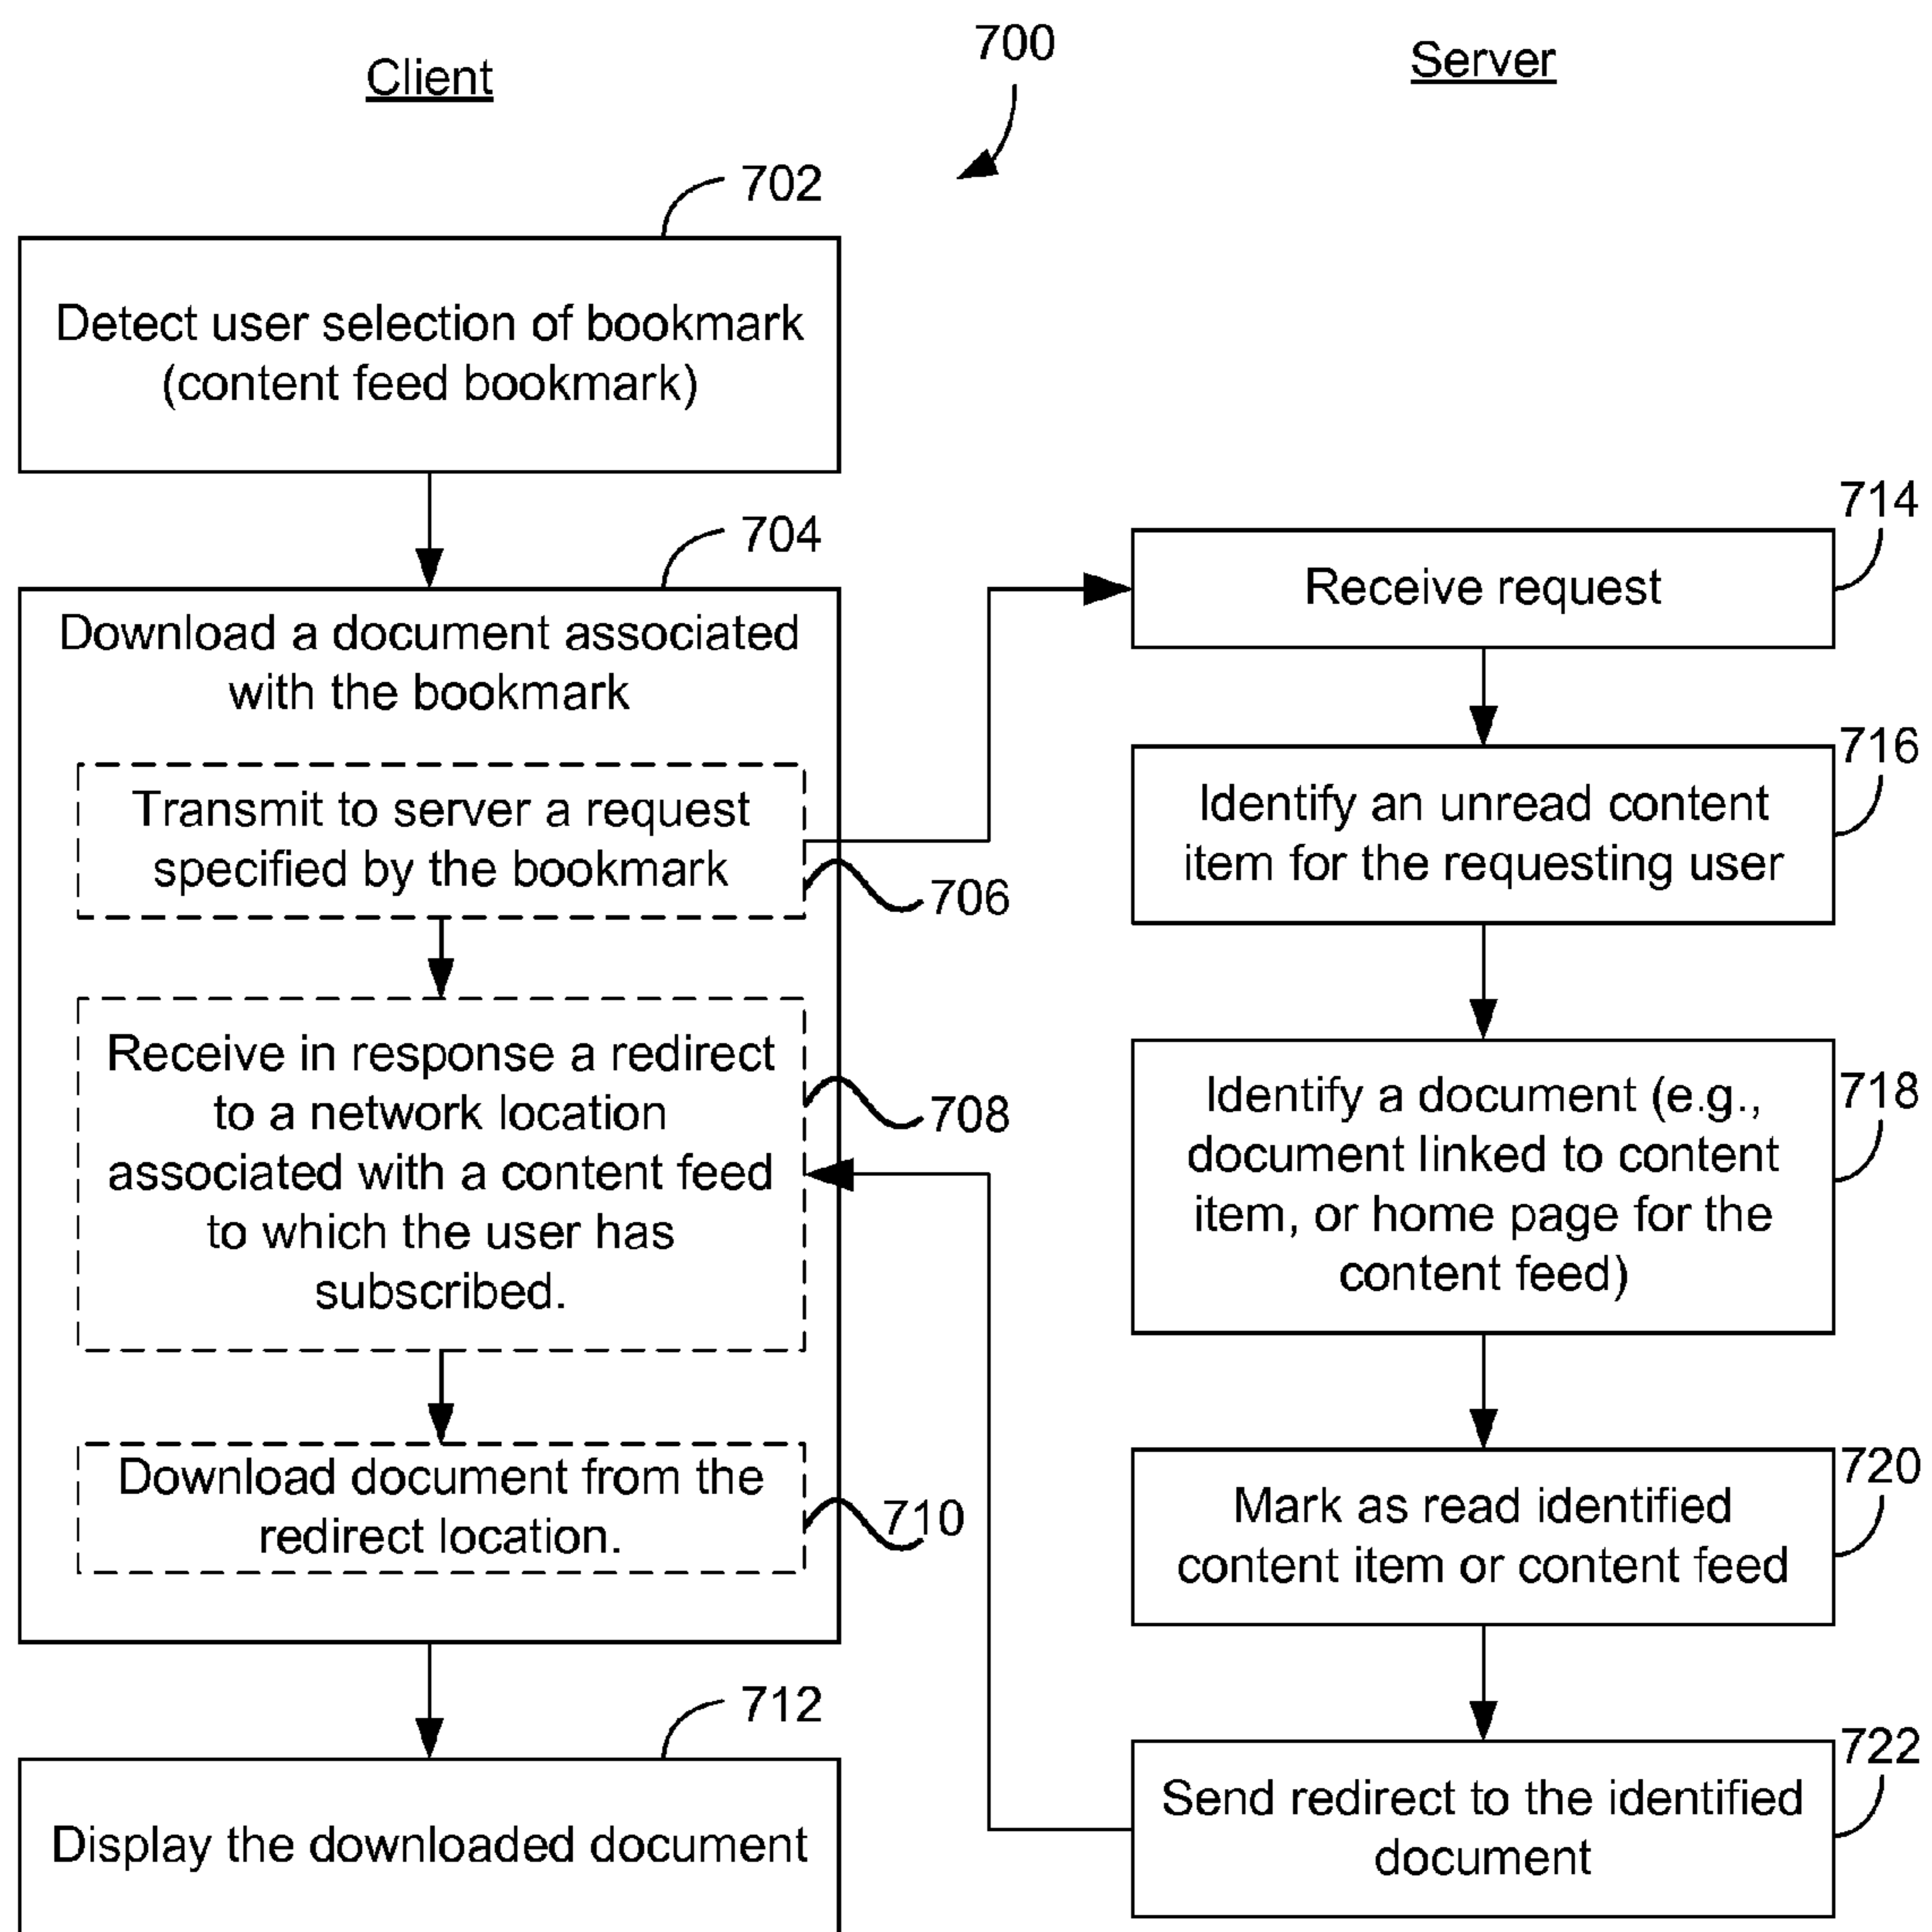 Client
700
Server
702
Detect user selection of bookmark
(content feed bookmark)
704
Download a document associated
with the bookmark
Transmit to server a request
specified by the bookmark
706
Receive in response a redirect
to a network location
associated with a content feed
to which the user has
subscribed.
708
Download document from the
redirect location.
710
712
Display the downloaded document
714
Receive request
716
Identify an unread content
item for the requesting user
718
Identify a document (e.g.,
document linked to content
item, or home page for the
content feed)
720
Mark as read identified
content item or content feed
722
Send redirect to the identified
document